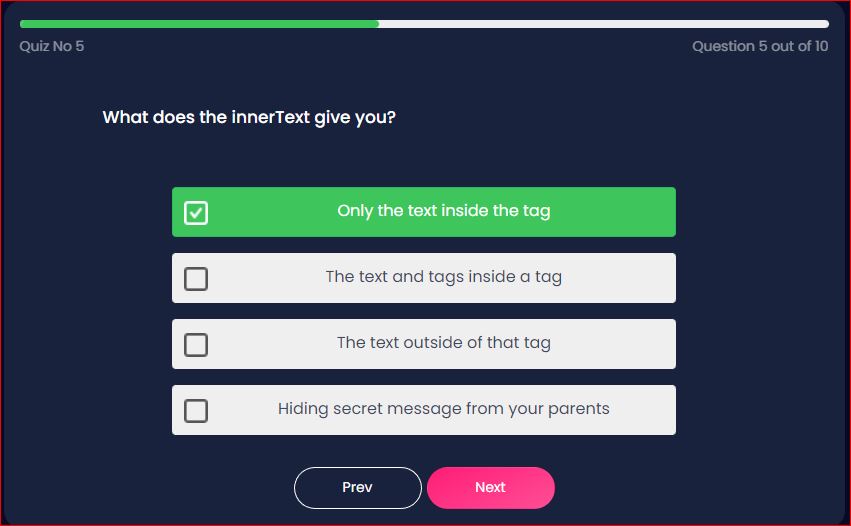 Quiz No 5
Question 5 out of 10
What does the innerText give you?
Only the text inside the tag
The text and tags inside a tag
The text outside of that tag
Hiding secret message from your parents
Prev
Next